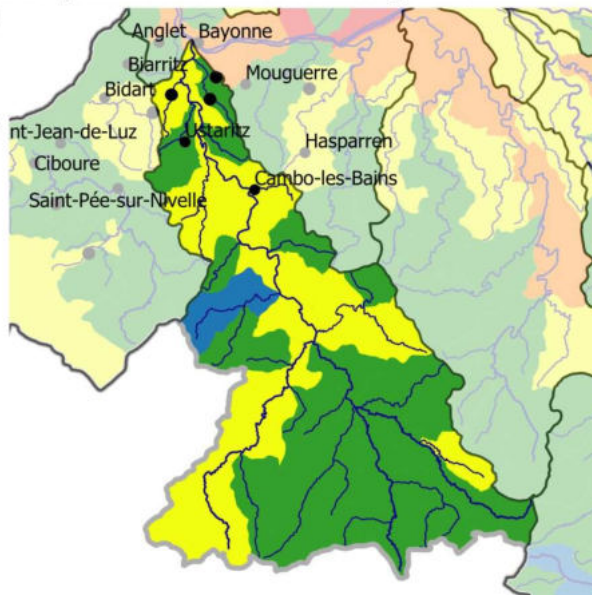 Anglet
Bayonne
Biarritz
Mouguerre
Bidart
nt-Jean-de-Luz
Ustaritz
Hasparren
Ciboure
Cambo-les-Bains
Saint-Pée-sur-Nivelle